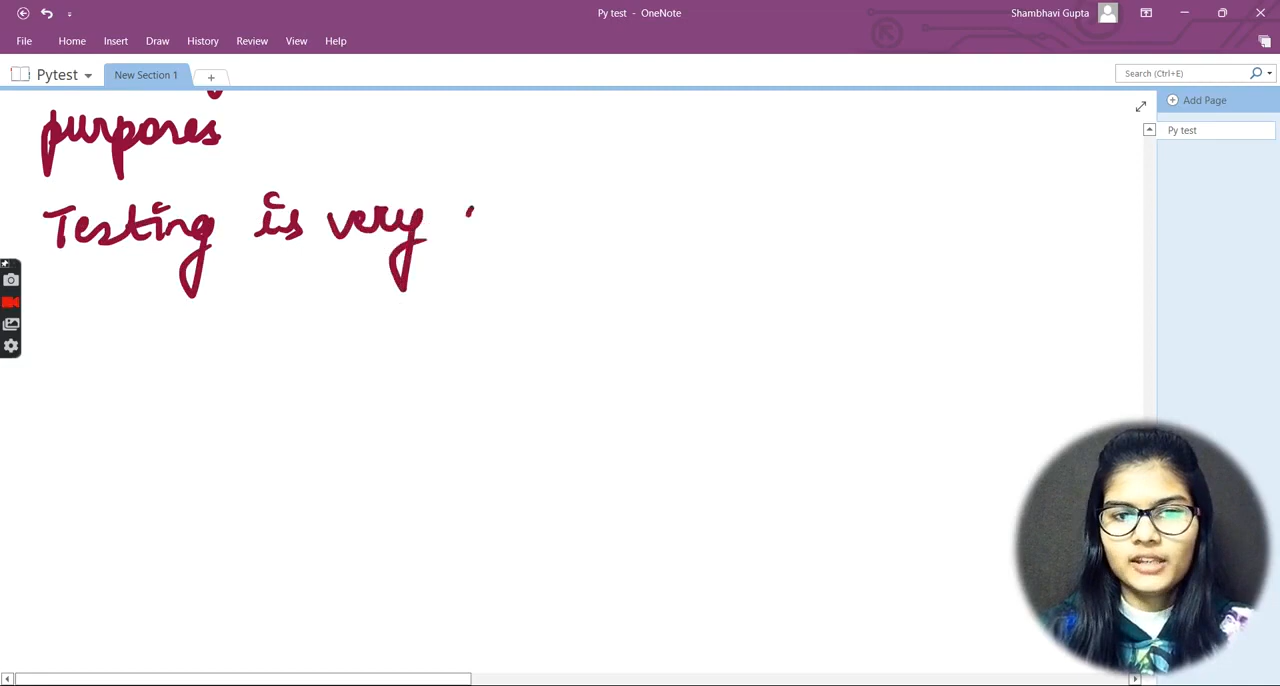 Py test - OneNote
Shambhavi Gupta
File Home Insert Draw History Review View Help
Pytest
New Section 1
+
Search (Ctrl+E)
Add Page
Py test
purposes
Testing is very